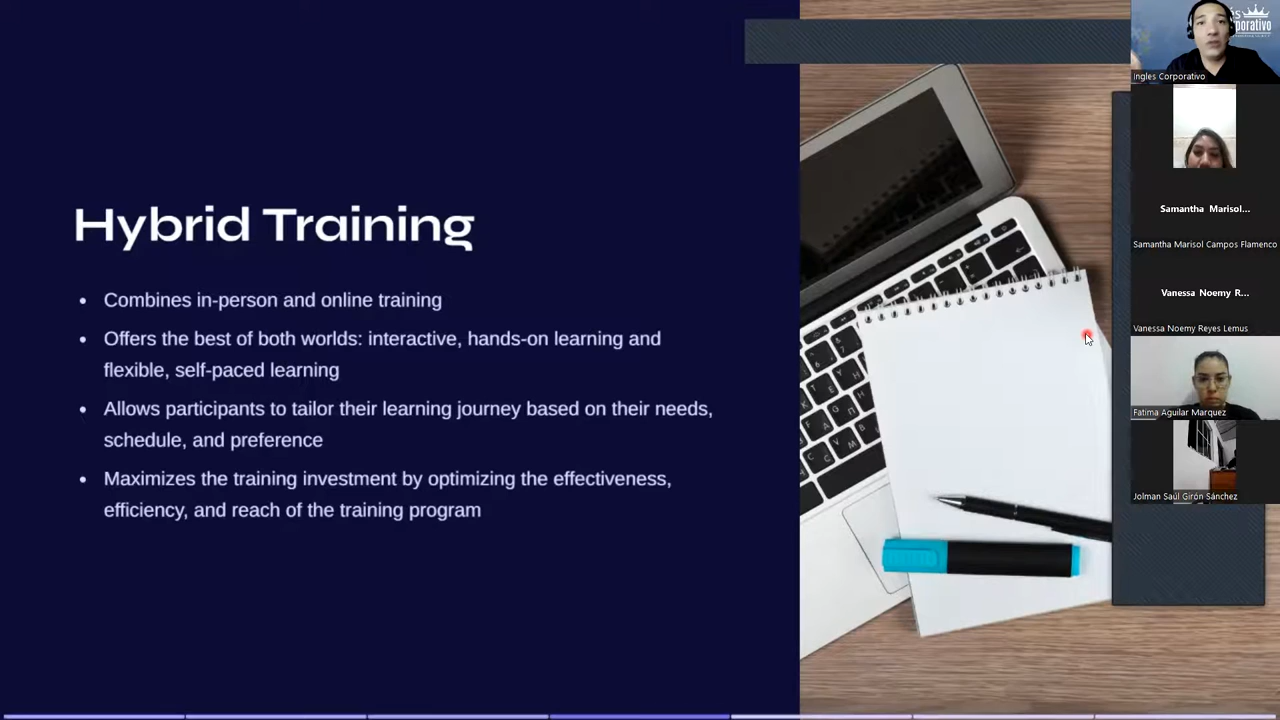 Hybrid Training
• Combines in-person and online training
• Offers the best of both worlds: interactive, hands-on learning and
flexible, self-paced learning
• Allows participants to tailor their learning journey based on their needs,
schedule, and preference
• Maximizes the training investment by optimizing the effectiveness,
efficiency, and reach of the training program
Ingles Corporativo
Samantha Marisol...
Samantha Marisol Campos Flamenco
Vanessa Noemy R...
Vanessa Noemy Reyes Lemus
Fatima Aguilar Marquez
Jolman Saúl Girón Sánchez